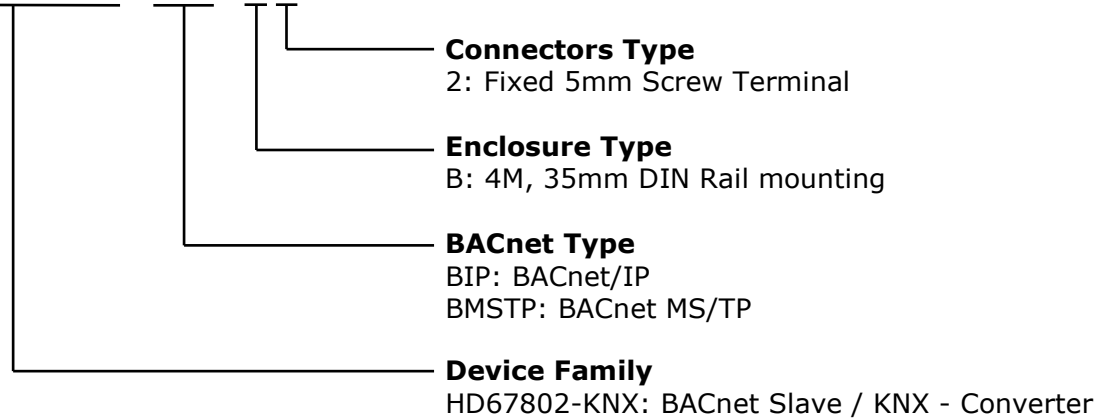 Connectors Type
2: Fixed 5mm Screw Terminal
Enclosure Type
B: 4M, 35mm DIN Rail mounting
BACnet Type
BIP: BACnet/IP
BMSTP: BACnet MS/TP
Device Family
HD67802-KNX: BACnet Slave / KNX - Converter